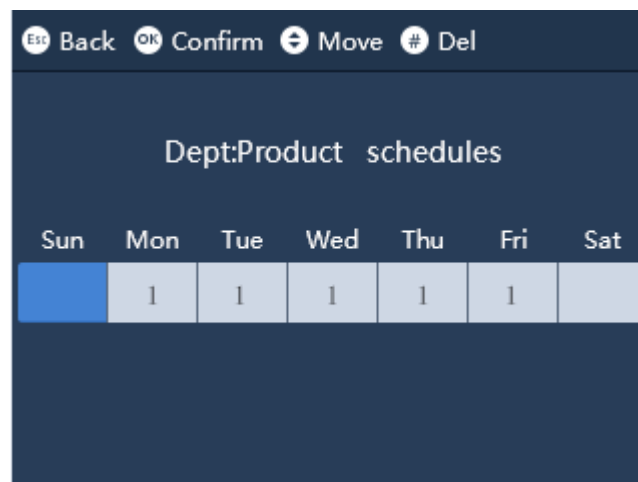 Esc Back OK Confirm Move # Del
Dept:Product schedules
Sun Mon Tue Wed Thu Fri Sat
1 1 1 1 1